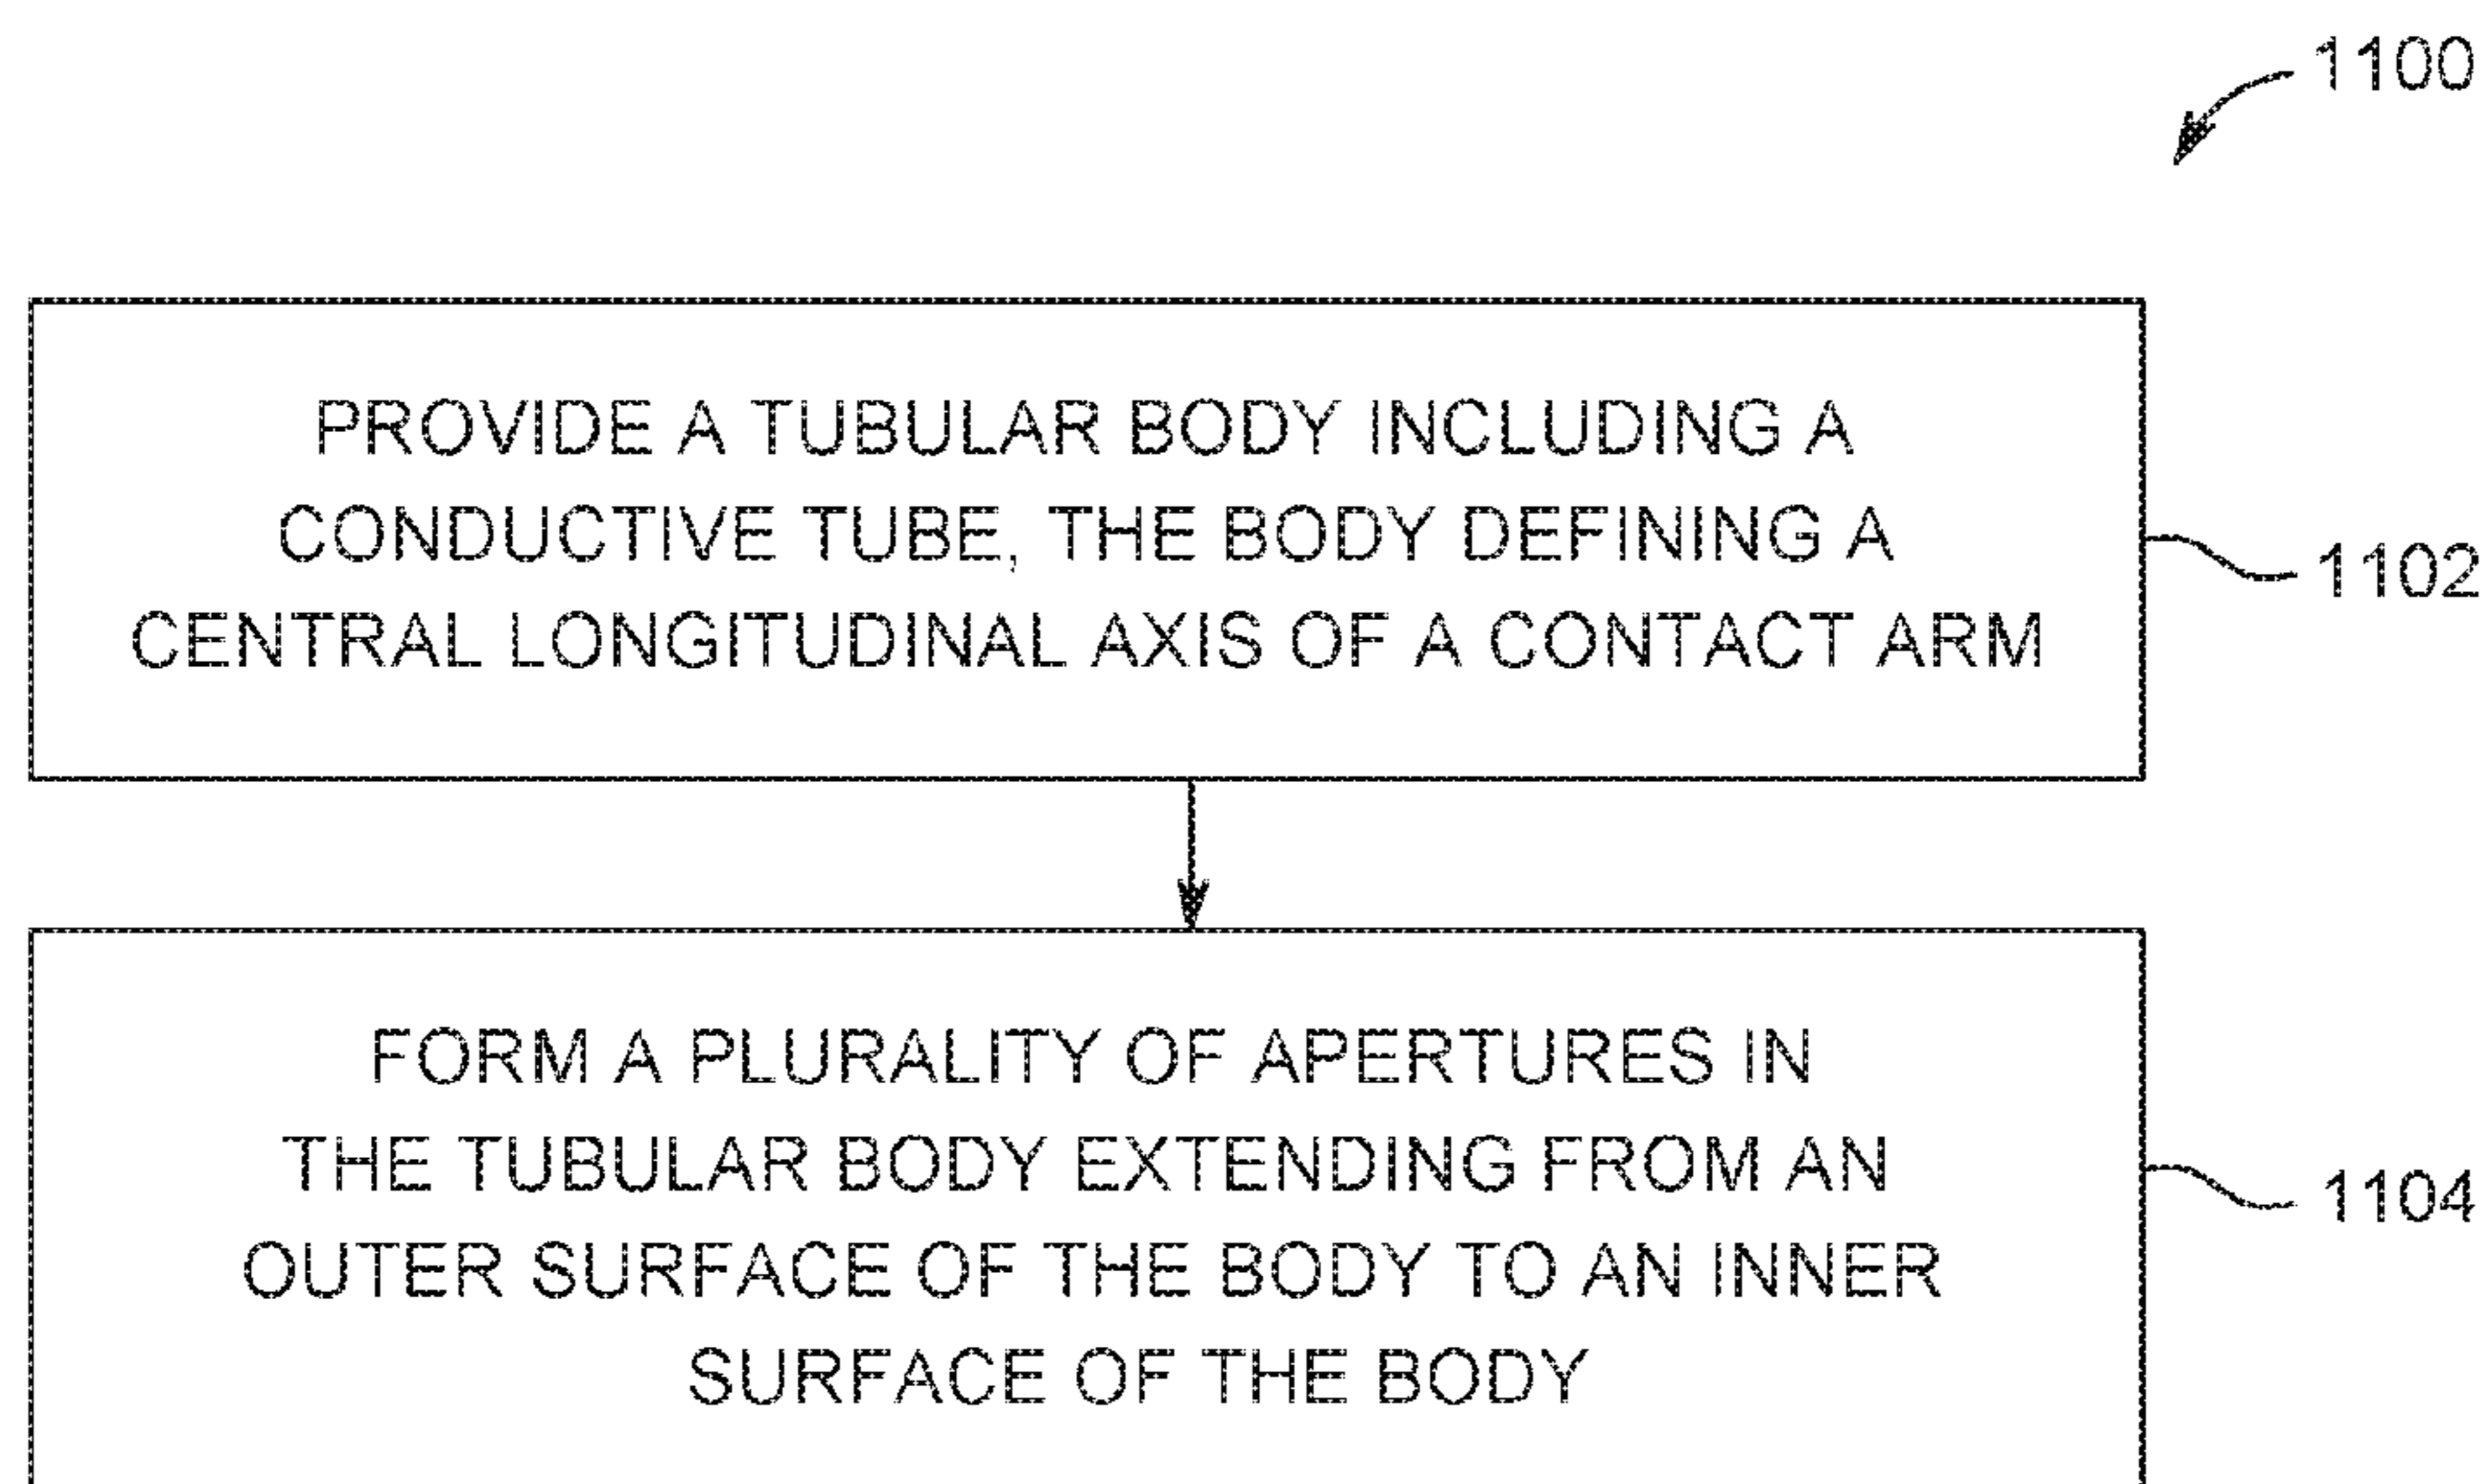 1100
PROVIDE A TUBULAR BODY INCLUDING A
CONDUCTIVE TUBE, THE BODY DEFINING A
CENTRAL LONGITUDINAL AXIS OF A CONTACT ARM
1102
FORM A PLURALITY OF APERTURES IN
THE TUBULAR BODY EXTENDING FROM AN
OUTER SURFACE OF THE BODY TO AN INNER
SURFACE OF THE BODY
1104